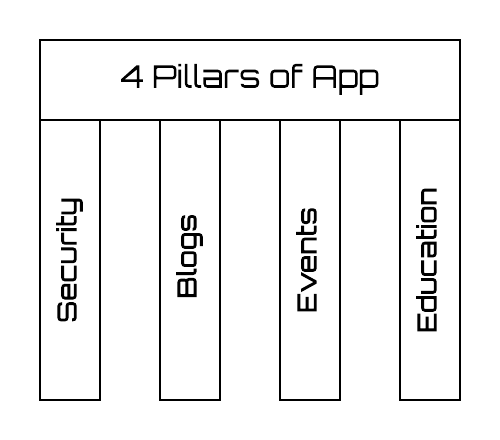 4 Pillars of App
Security
Blogs
Events
Education